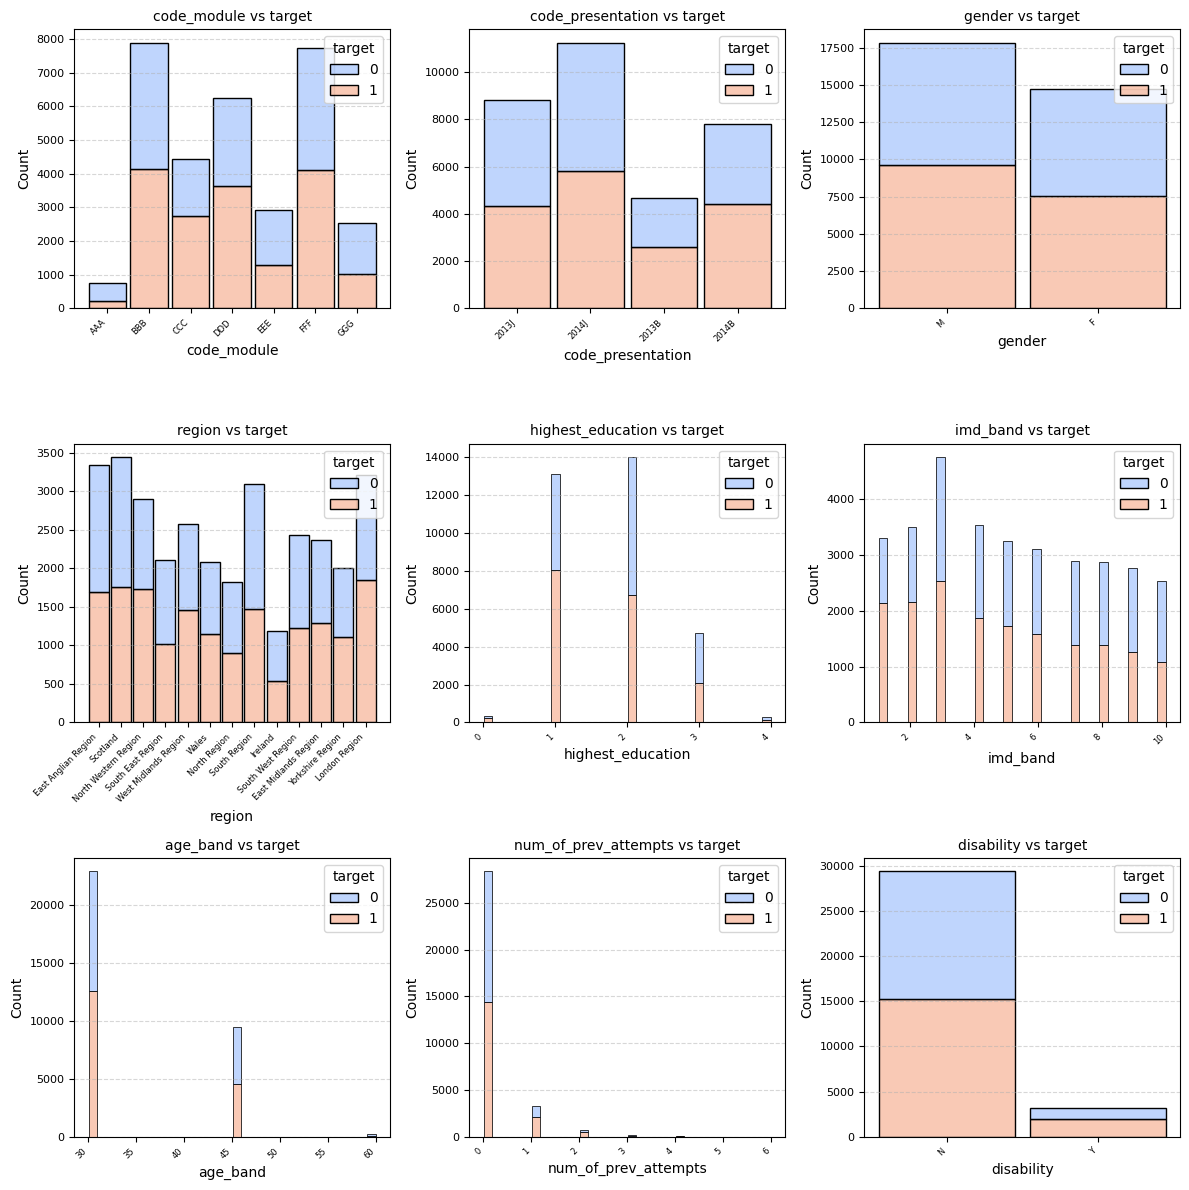 code_module vs target
8000
7000
6000
5000
4000
3000
2000
1000
0
Count
target
0
1
AAA
BBB
CCC
DDD
EEE
FFF
GGG
code_module
code_presentation vs target
10000
8000
6000
4000
2000
0
Count
target
0
1
2013J
2014J
2013B
2014B
code_presentation
gender vs target
17500
15000
12500
10000
7500
5000
2500
0
Count
target
0
1
M
F
gender
region vs target
3500
3000
2500
2000
1500
1000
500
0
Count
target
0
1
East Anglian Region
Scotland
North Western Region
South East Region
West Midlands Region
Wales
North Region
South Region
Ireland
South West Region
East Midlands Region
Yorkshire Region
London Region
region
highest_education vs target
14000
12000
10000
8000
6000
4000
2000
0
Count
target
0
1
0
1
2
3
4
highest_education
imd_band vs target
4000
3000
2000
1000
0
Count
target
0
1
2
4
6
8
10
imd_band
age_band vs target
20000
15000
10000
5000
0
Count
target
0
1
30
35
40
45
50
55
60
age_band
num_of_prev_attempts vs target
25000
20000
15000
10000
5000
0
Count
target
0
1
0
1
2
3
4
5
6
num_of_prev_attempts
disability vs target
30000
25000
20000
15000
10000
5000
0
Count
target
0
1
N
Y
disability